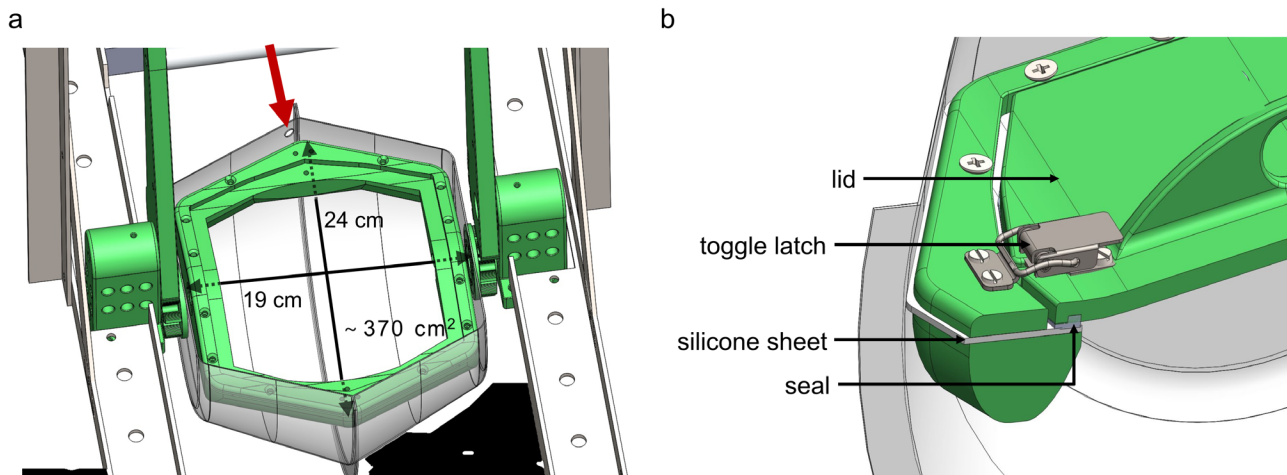 a
24 cm
19 cm
~ 370 cm²
b
lid
toggle latch
silicone sheet
seal